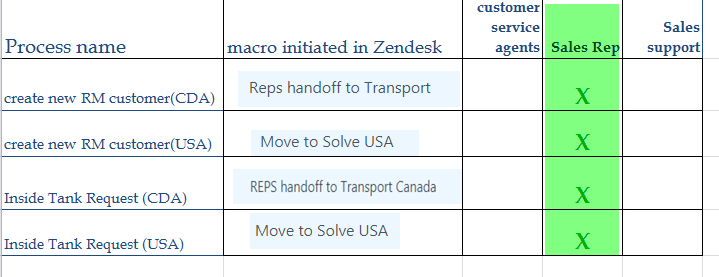 Process name macro initiated in Zendesk customer service agents Sales Rep Sales support
create new RM customer(CDA) Reps handoff to Transport X
create new RM customer(USA) Move to Solve USA X
Inside Tank Request (CDA) REPS handoff to Transport Canada X
Inside Tank Request (USA) Move to Solve USA X